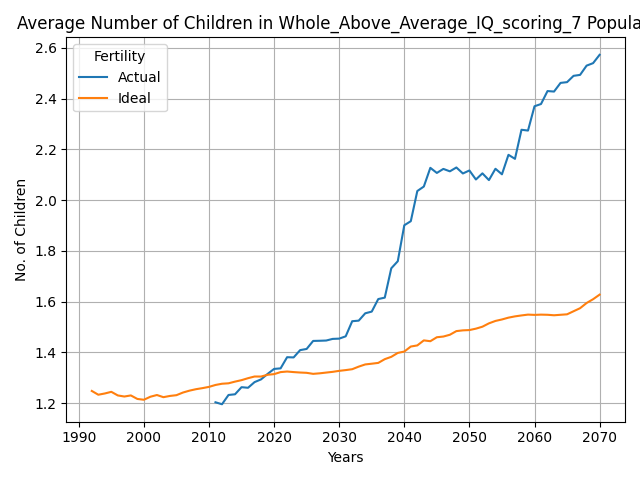 Average Number of Children in Whole_Above_Average_IQ_scoring_7 Popula
Fertility
Actual
Ideal
No. of Children
2.6
2.4
2.2
2.0
1.8
1.6
1.4
1.2
1990 2000 2010 2020 2030 2040 2050 2060 2070
Years